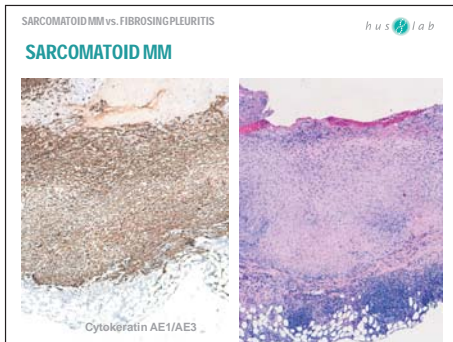 SARCOMATOID MM vs. FIBROSING PLEURITIS
hus lab
SARCOMATOID MM
Cytokeratin AE1/AE3